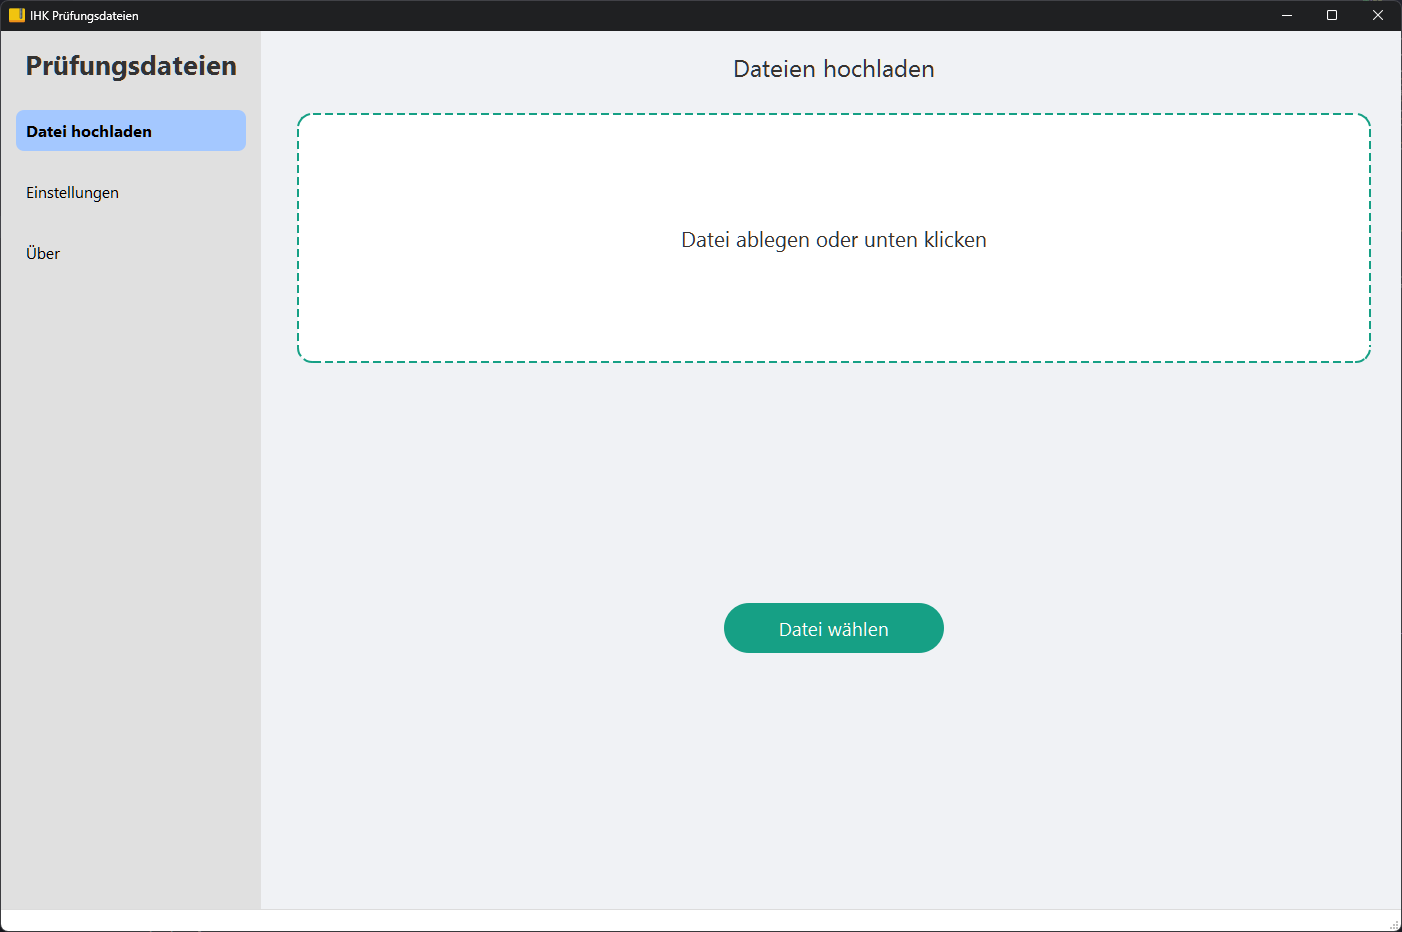 IHK Prüfungsdateien
Prüfungsdateien
Datei hochladen
Einstellungen
Über
Dateien hochladen
Datei ablegen oder unten klicken
Datei wählen